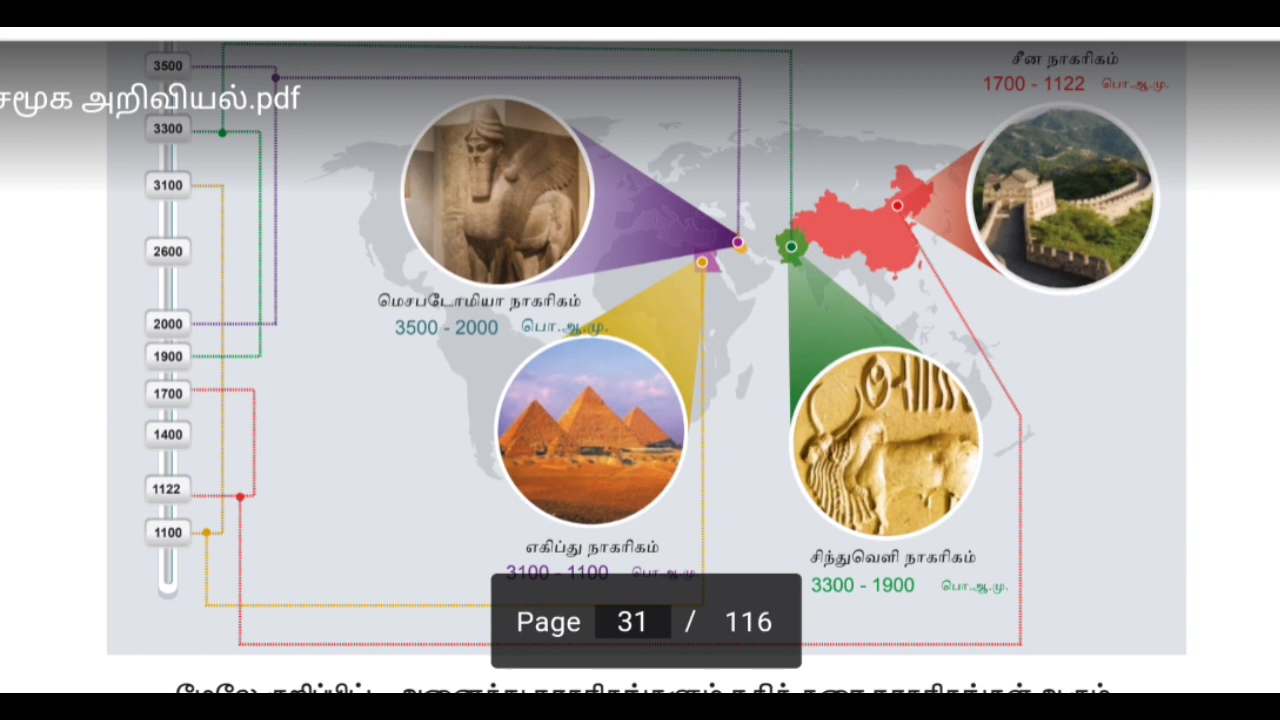 3500
சமூக அறிவியல்.pdf
3300
3100
2600
2000
1900
1700
1400
1122
1100
சீன நாகரிகம்
1700 - 1122 பொ.ஆ.மு.
மெசபடோமியா நாகரிகம்
3500 - 2000 பொ.ஆ.மு.
எகிப்து நாகரிகம்
3100 - 1100 பொ.ஆ.மு.
சிந்துவெளி நாகரிகம்
3300 - 1900 பொ.ஆ.மு.
Page 31 / 116